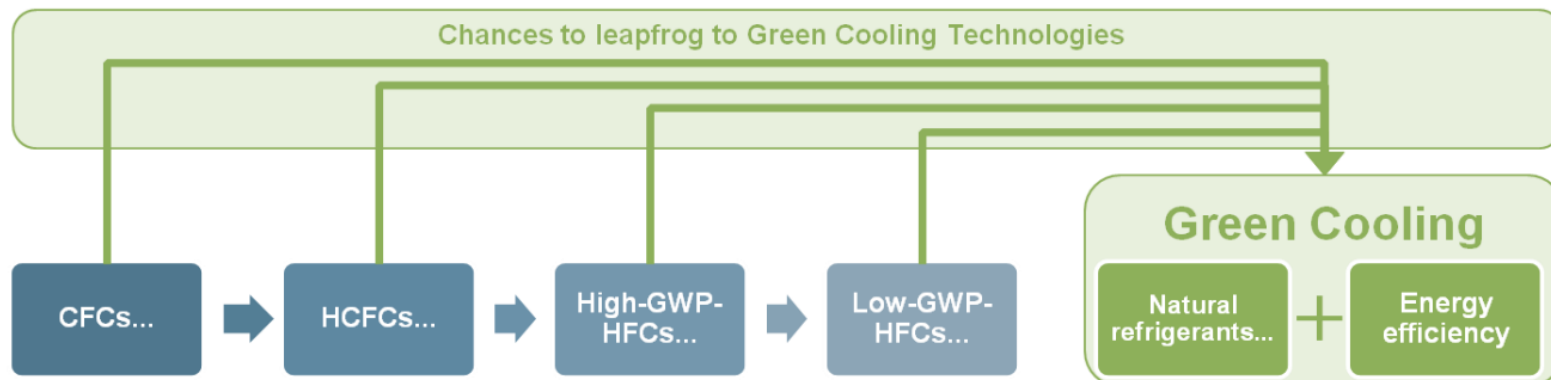 Chances to leapfrog to Green Cooling Technologies
Green Cooling
CFCs...
HCFCs...
High-GWP-
HFCs...
Low-GWP-
HFCs...
Natural
refrigerants...
+
Energy
efficiency